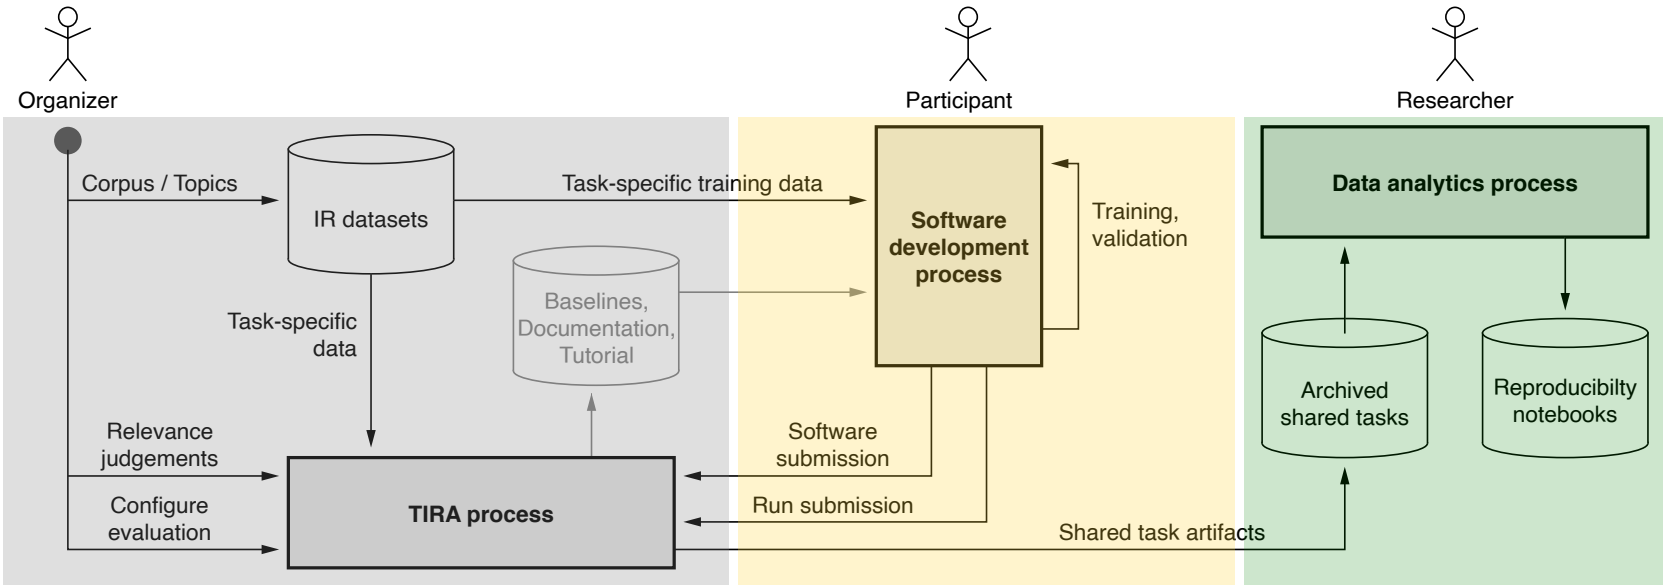 Organizer
Participant
Researcher
Corpus / Topics
IR datasets
Task-specific training data
Software
development
process
Training,
validation
Data analytics process
Task-specific
data
Baselines,
Documentation,
Tutorial
Archived
shared tasks
Reproducibilty
notebooks
Relevance
judgements
Configure
evaluation
TIRA process
Software
submission
Run submission
Shared task artifacts